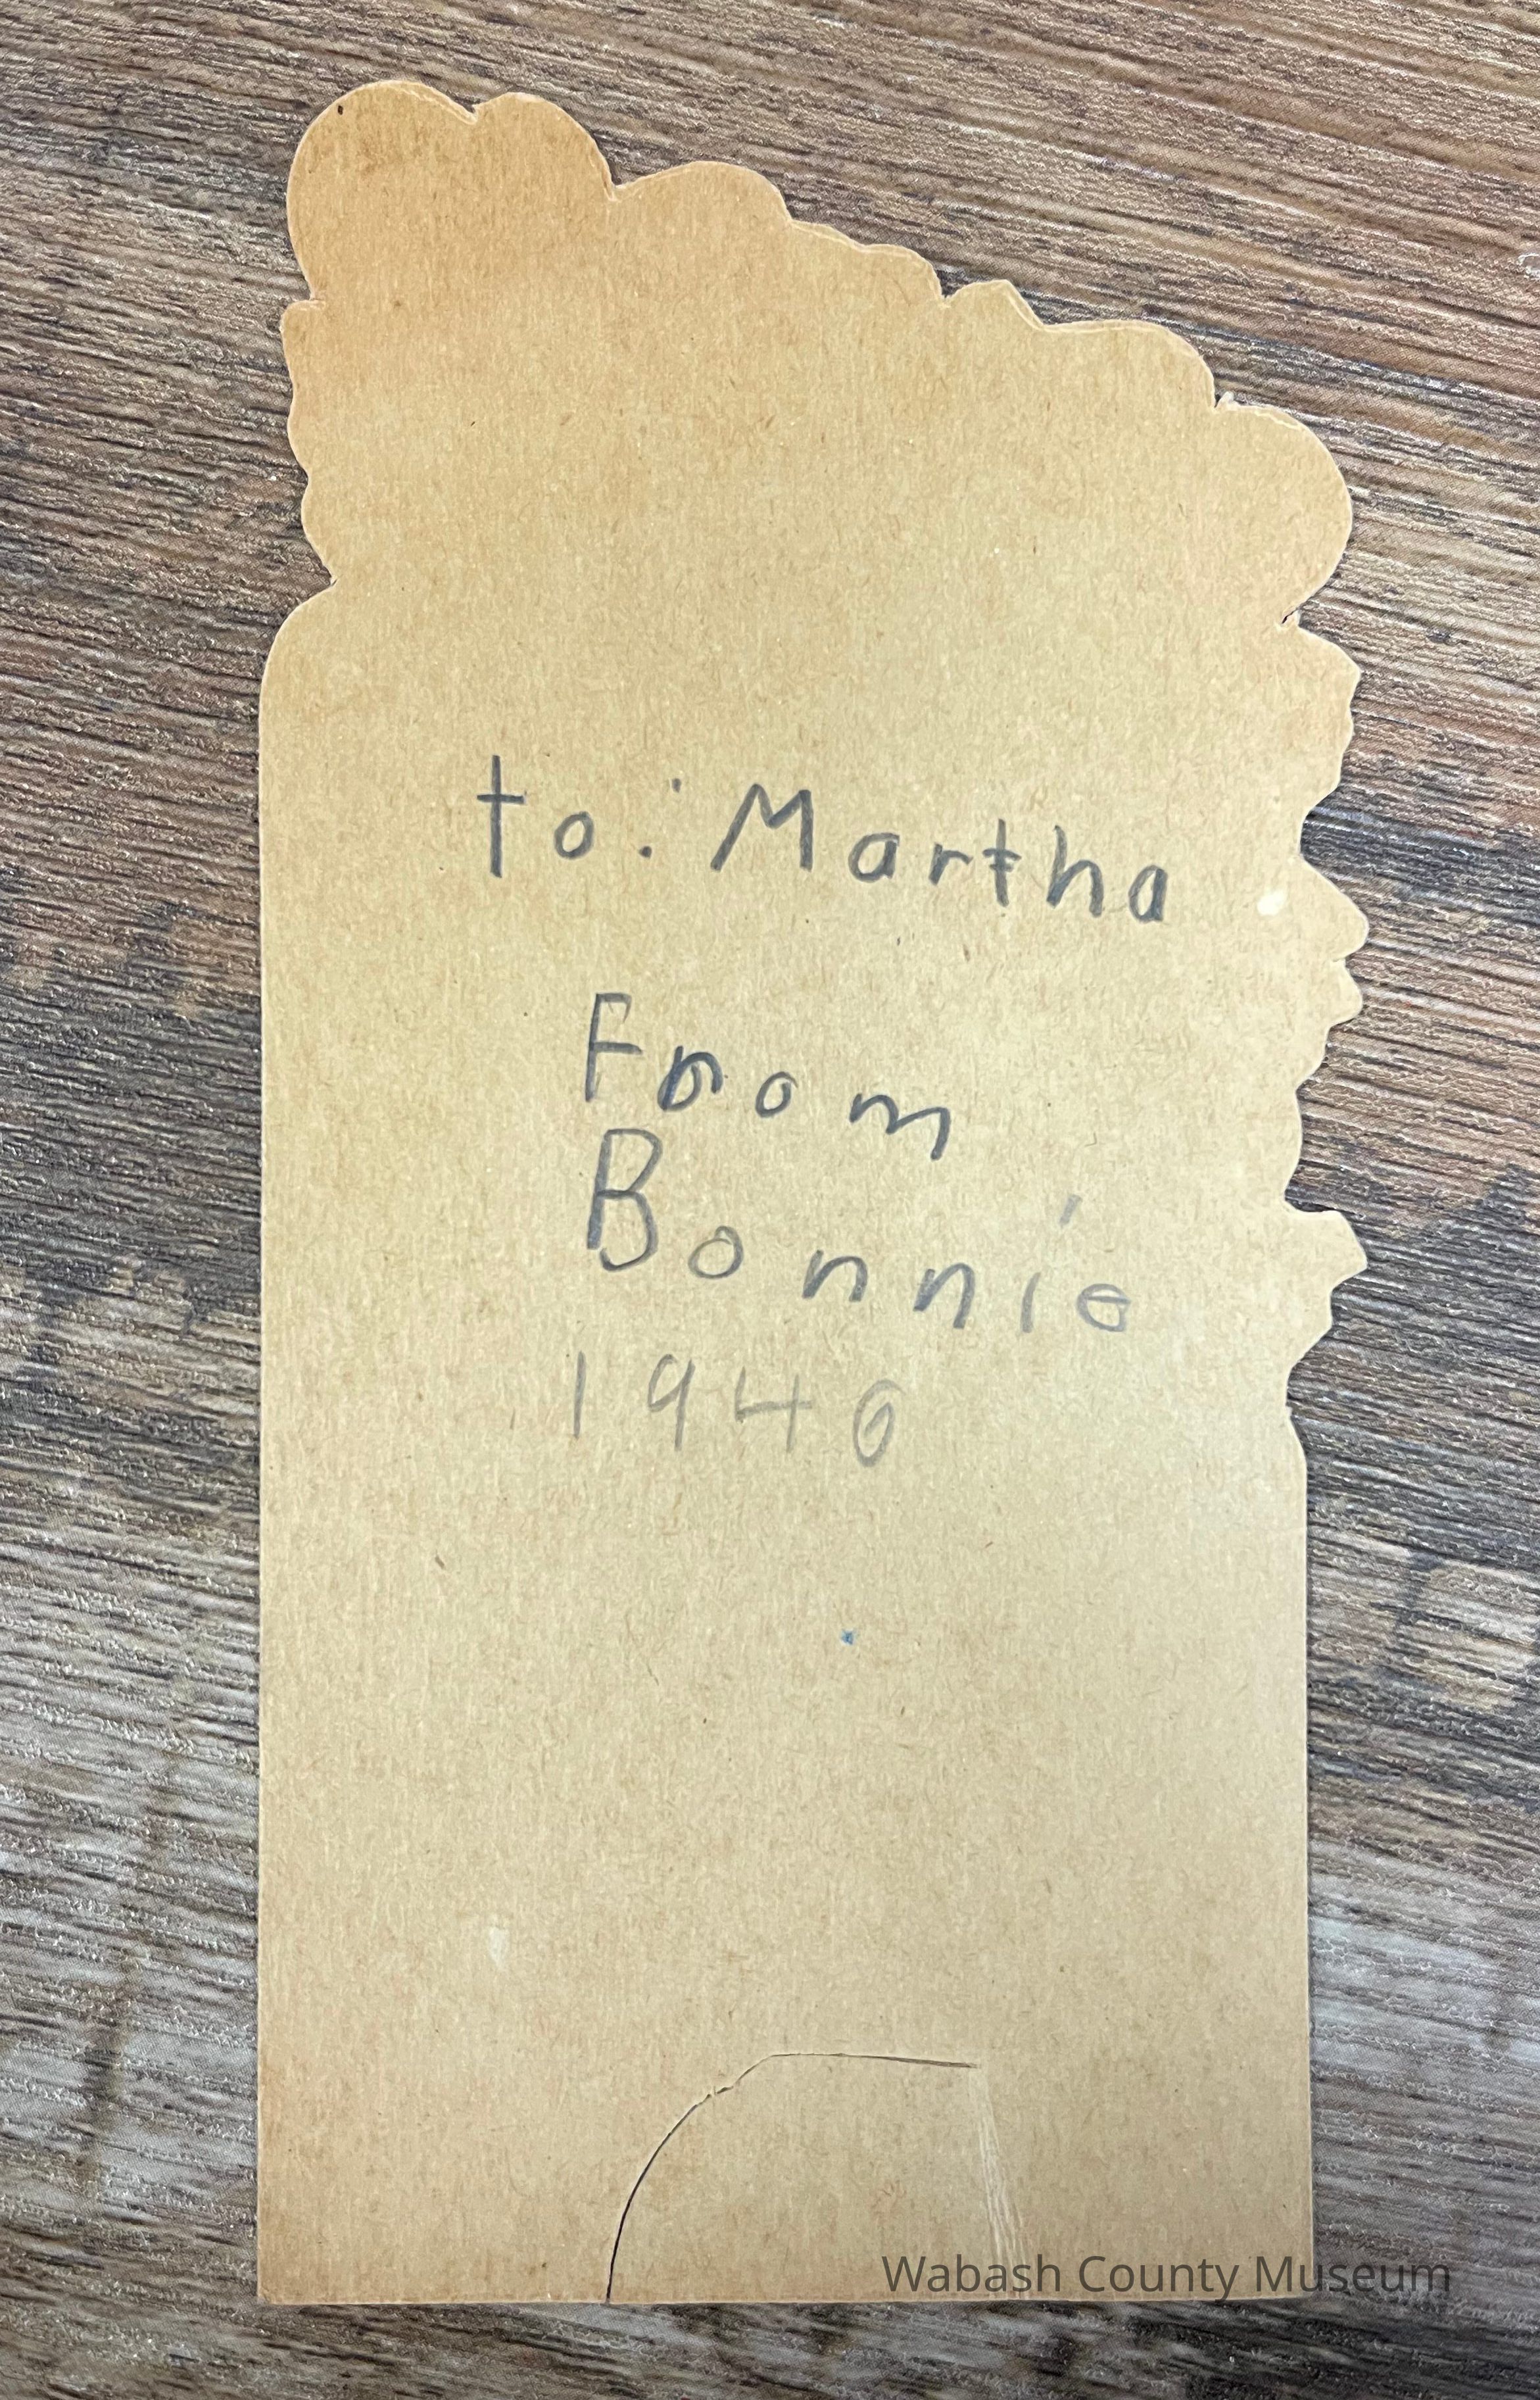 to: Martha
From
Bonnie
1946
Wabash County Museum